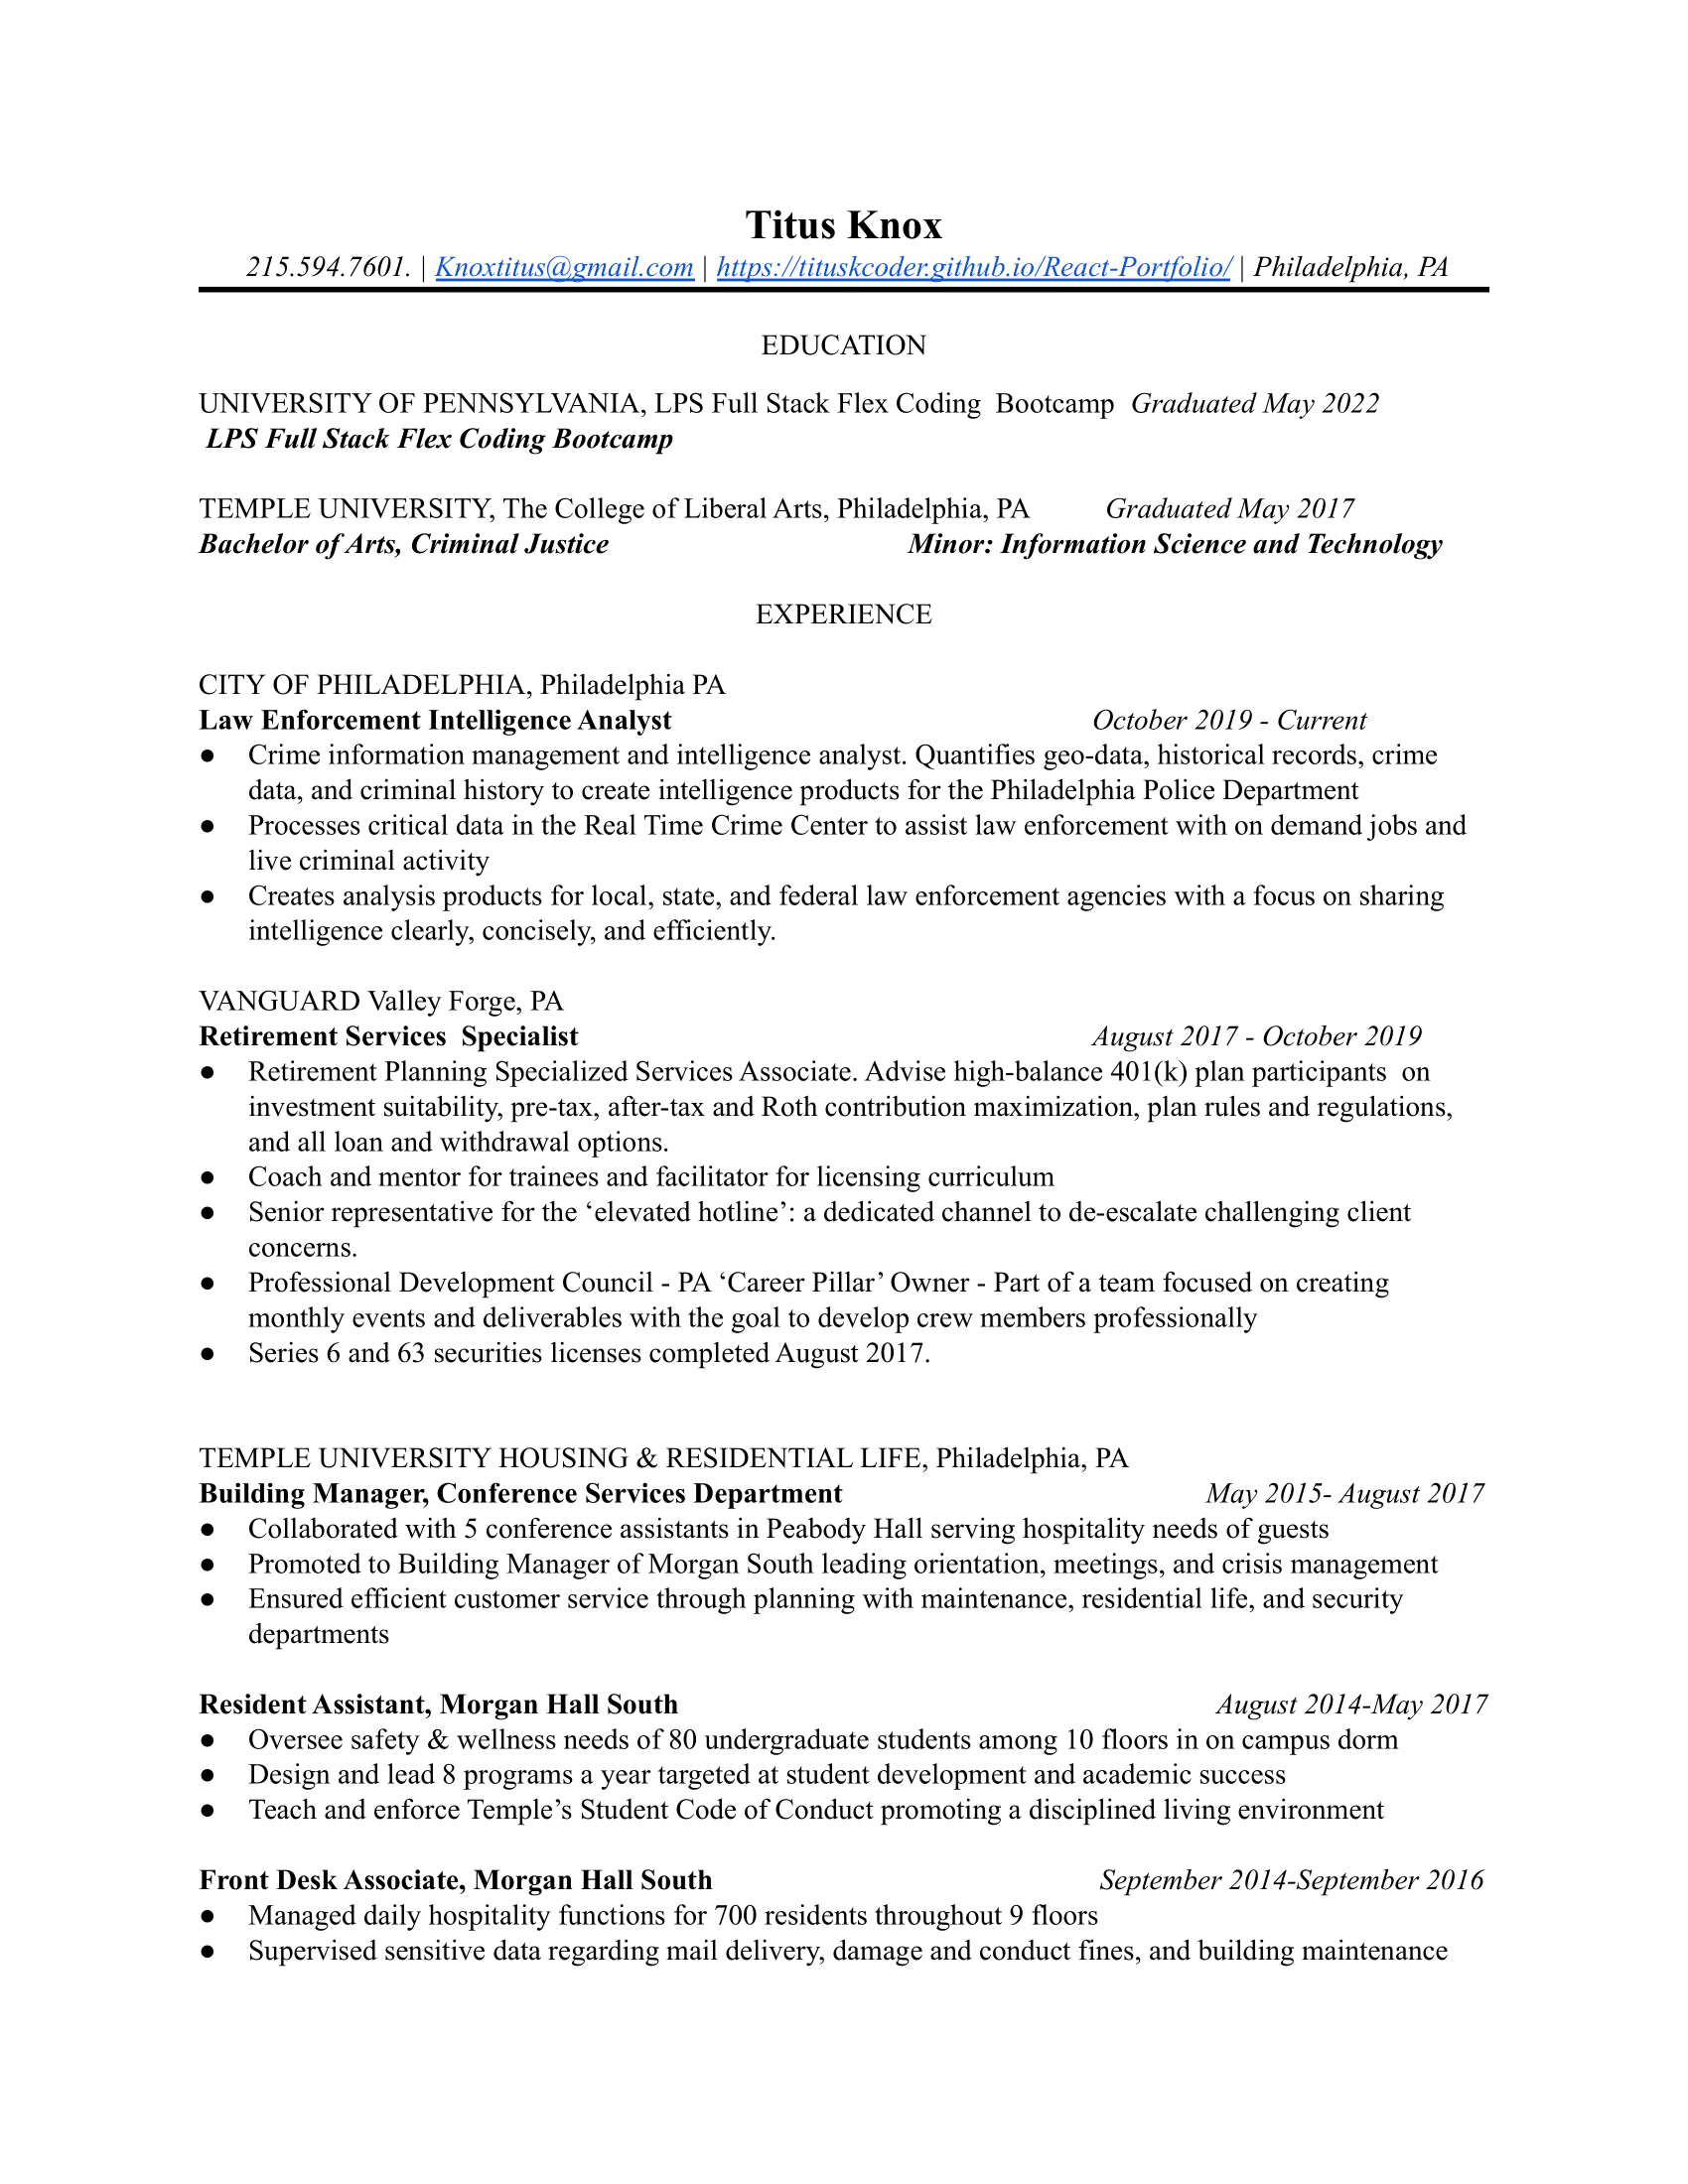 Titus Knox
215.594.7601. | Knoxtitus@gmail.com | https://tituskcoder.github.io/React-Portfolio/ | Philadelphia, PA
EDUCATION
UNIVERSITY OF PENNSYLVANIA, LPS Full Stack Flex Coding Bootcamp Graduated May 2022
LPS Full Stack Flex Coding Bootcamp
TEMPLE UNIVERSITY, The College of Liberal Arts, Philadelphia, PA Graduated May 2017
Bachelor of Arts, Criminal Justice Minor: Information Science and Technology
EXPERIENCE
CITY OF PHILADELPHIA, Philadelphia PA
Law Enforcement Intelligence Analyst October 2019 - Current
● Crime information management and intelligence analyst. Quantifies geo-data, historical records, crime
data, and criminal history to create intelligence products for the Philadelphia Police Department
● Processes critical data in the Real Time Crime Center to assist law enforcement with on demand jobs and
live criminal activity
● Creates analysis products for local, state, and federal law enforcement agencies with a focus on sharing
intelligence clearly, concisely, and efficiently.
VANGUARD Valley Forge, PA
Retirement Services Specialist August 2017 - October 2019
● Retirement Planning Specialized Services Associate. Advise high-balance 401(k) plan participants on
investment suitability, pre-tax, after-tax and Roth contribution maximization, plan rules and regulations,
and all loan and withdrawal options.
● Coach and mentor for trainees and facilitator for licensing curriculum
● Senior representative for the ‘elevated hotline’: a dedicated channel to de-escalate challenging client
concerns.
● Professional Development Council - PA ‘Career Pillar’ Owner - Part of a team focused on creating
monthly events and deliverables with the goal to develop crew members professionally
● Series 6 and 63 securities licenses completed August 2017.
TEMPLE UNIVERSITY HOUSING & RESIDENTIAL LIFE, Philadelphia, PA
Building Manager, Conference Services Department May 2015- August 2017
● Collaborated with 5 conference assistants in Peabody Hall serving hospitality needs of guests
● Promoted to Building Manager of Morgan South leading orientation, meetings, and crisis management
● Ensured efficient customer service through planning with maintenance, residential life, and security
departments
Resident Assistant, Morgan Hall South August 2014-May 2017
● Oversee safety & wellness needs of 80 undergraduate students among 10 floors in on campus dorm
● Design and lead 8 programs a year targeted at student development and academic success
● Teach and enforce Temple’s Student Code of Conduct promoting a disciplined living environment
Front Desk Associate, Morgan Hall South September 2014-September 2016
● Managed daily hospitality functions for 700 residents throughout 9 floors
● Supervised sensitive data regarding mail delivery, damage and conduct fines, and building maintenance